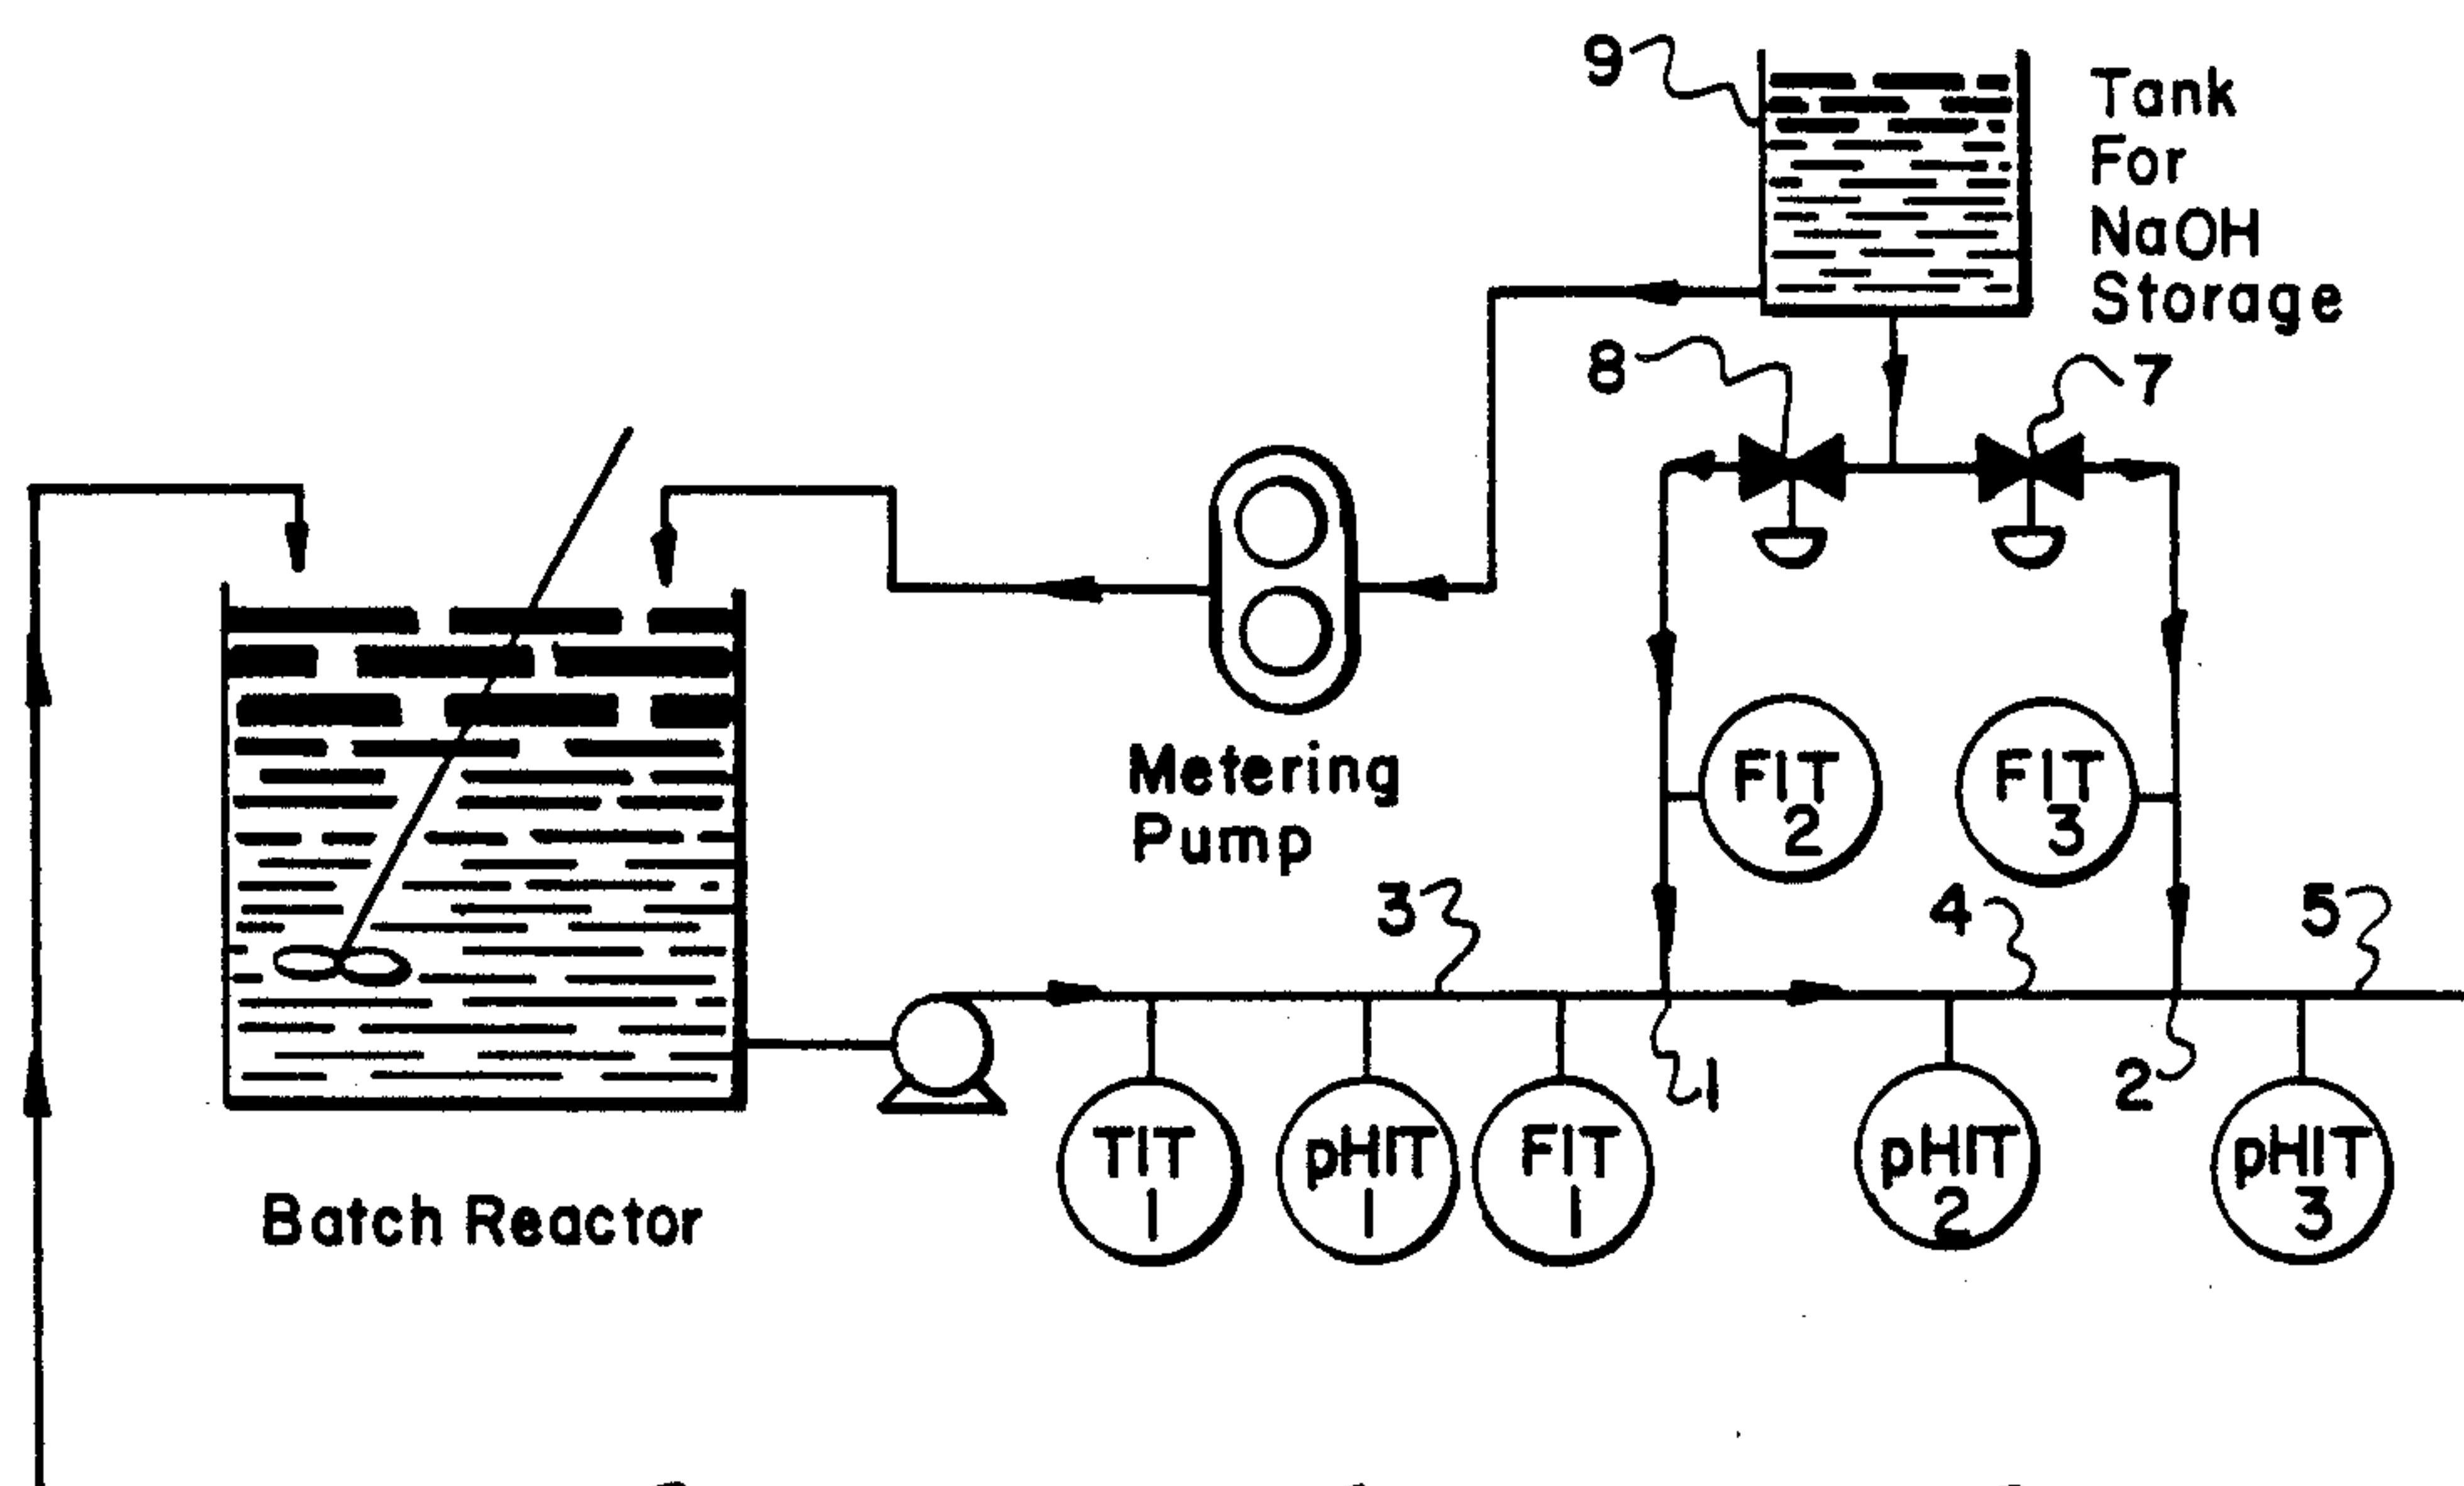 9
Tank
For
NaOH
Storage
8
7
Metering
Pump
FIT
2
FIT
3
3
4
5
1
2
TIT
1
pHIT
1
FIT
1
pHIT
2
pHIT
3
Batch Reactor